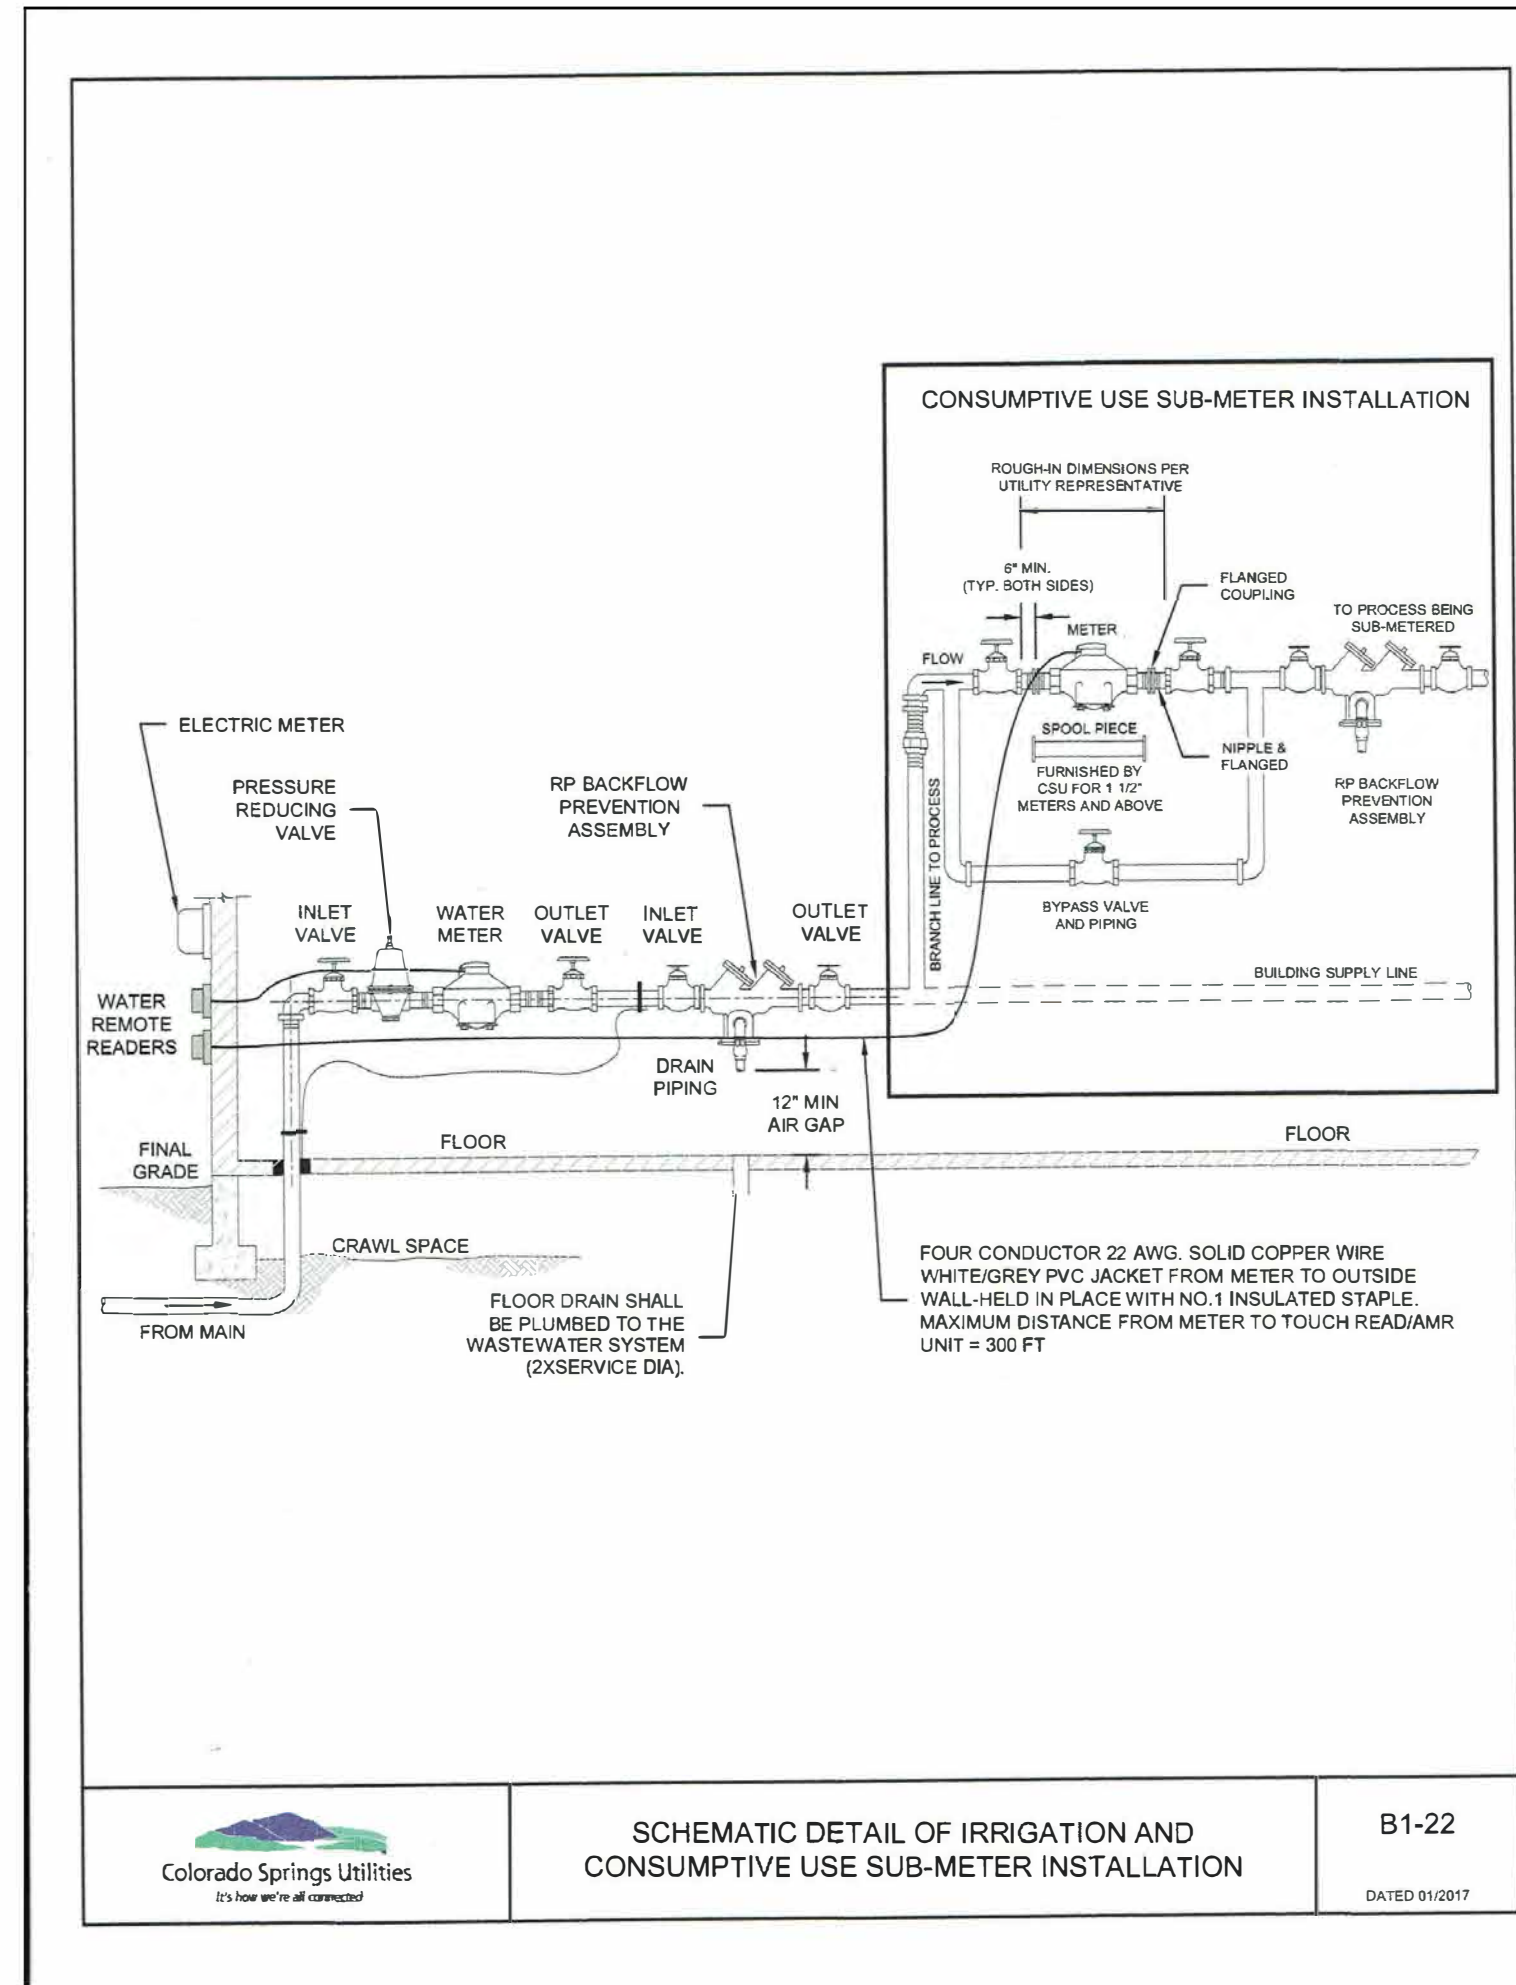 CONSUMPTIVE USE SUB-METER INSTALLATION
ROUGH-IN DIMENSIONS PER
UTILITY REPRESENTATIVE
6" MIN.
(TYP. BOTH SIDES)
FLANGED
COUPLING
TO PROCESS BEING
SUB-METERED
METER
FLOW
SPOOL PIECE
NIPPLE &
FLANGED
FURNISHED BY
CSU FOR 1 1/2"
METERS AND ABOVE
RP BACKFLOW
PREVENTION
ASSEMBLY
BRANCH LINE TO PROCESS
BYPASS VALVE
AND PIPING
BUILDING SUPPLY LINE
ELECTRIC METER
PRESSURE
REDUCING
VALVE
RP BACKFLOW
PREVENTION
ASSEMBLY
INLET
VALVE
WATER
METER
OUTLET
VALVE
INLET
VALVE
OUTLET
VALVE
WATER
REMOTE
READERS
DRAIN
PIPING
12" MIN
AIR GAP
FINAL
GRADE
FLOOR
FLOOR
CRAWL SPACE
FROM MAIN
FLOOR DRAIN SHALL
BE PLUMBED TO THE
WASTEWATER SYSTEM
(2XSERVICE DIA).
FOUR CONDUCTOR 22 AWG. SOLID COPPER WIRE
WHITE/GREY PVC JACKET FROM METER TO OUTSIDE
WALL-HELD IN PLACE WITH NO.1 INSULATED STAPLE.
MAXIMUM DISTANCE FROM METER TO TOUCH READ/AMR
UNIT = 300 FT
Colorado Springs Utilities
It's how we're all connected
SCHEMATIC DETAIL OF IRRIGATION AND
CONSUMPTIVE USE SUB-METER INSTALLATION
B1-22
DATED 01/2017